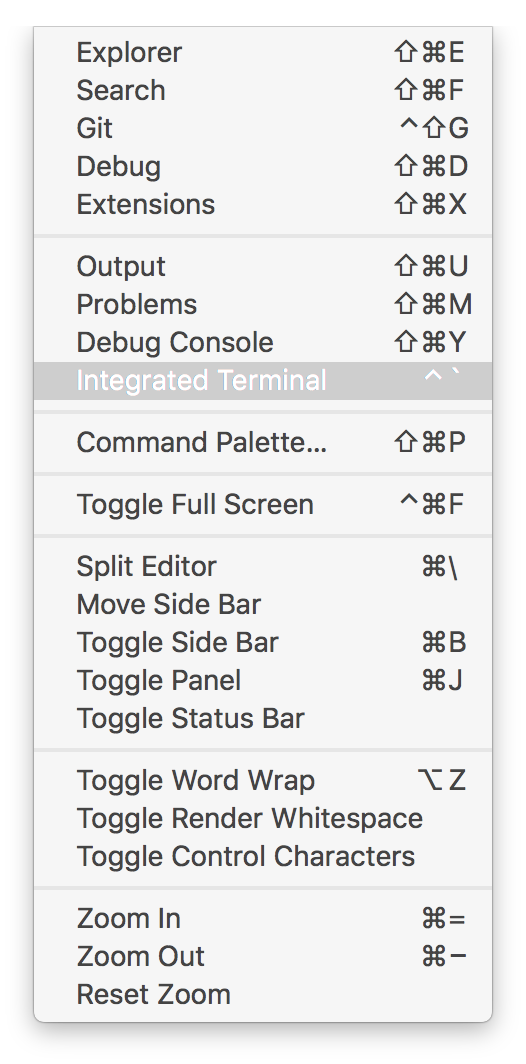 Explorer ⇧⌘E
Search ⇧⌘F
Git ^⇧G
Debug ⇧⌘D
Extensions ⇧⌘X
Output ⇧⌘U
Problems ⇧⌘M
Debug Console ⇧⌘Y
Integrated Terminal ^`
Command Palette... ⇧⌘P
Toggle Full Screen ^⌘F
Split Editor ⌘\
Move Side Bar
Toggle Side Bar ⌘B
Toggle Panel ⌘J
Toggle Status Bar
Toggle Word Wrap ⌥Z
Toggle Render Whitespace
Toggle Control Characters
Zoom In ⌘=
Zoom Out ⌘−
Reset Zoom